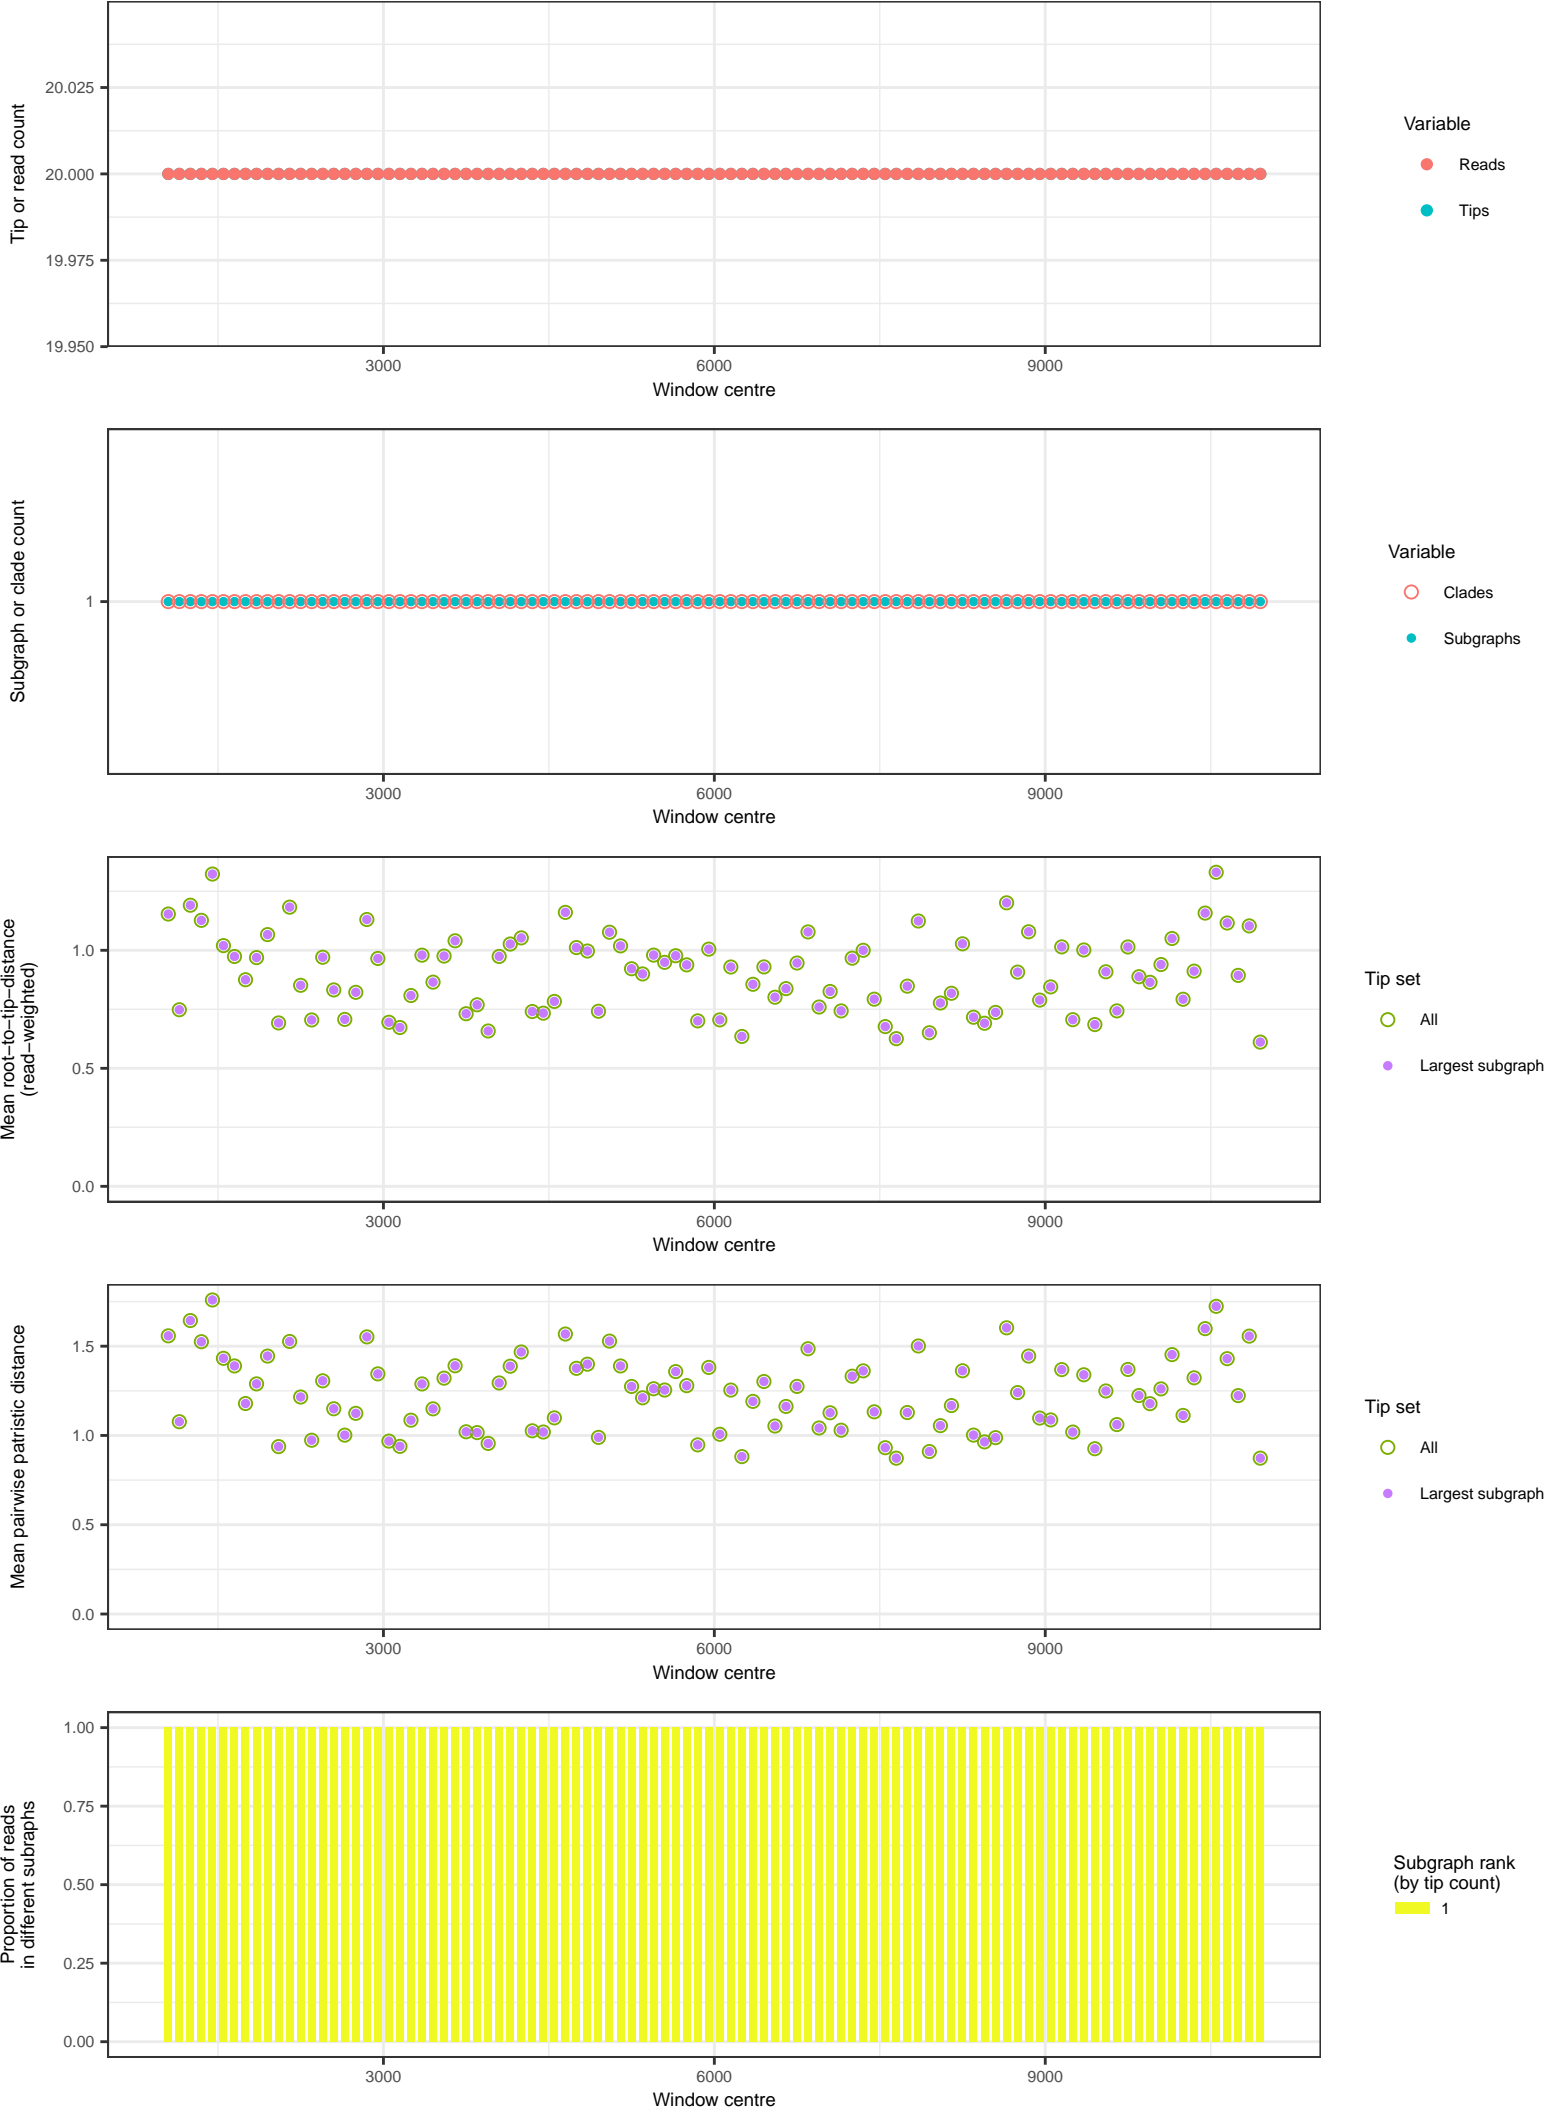 20.025
20.000
19.975
19.950
Tip or read count
3000 6000 9000
Window centre
Variable
Reads
Tips
1
Subgraph or clade count
3000 6000 9000
Window centre
Variable
Clades
Subgraphs
1.0
0.5
0.0
Mean root−to−tip−distance
(read−weighted)
3000 6000 9000
Window centre
Tip set
All
Largest subgraph
1.5
1.0
0.5
0.0
Mean pairwise patristic distance
3000 6000 9000
Window centre
Tip set
All
Largest subgraph
1.00
0.75
0.50
0.25
0.00
Proportion of reads
in different subraphs
3000 6000 9000
Window centre
Subgraph rank
(by tip count)
1